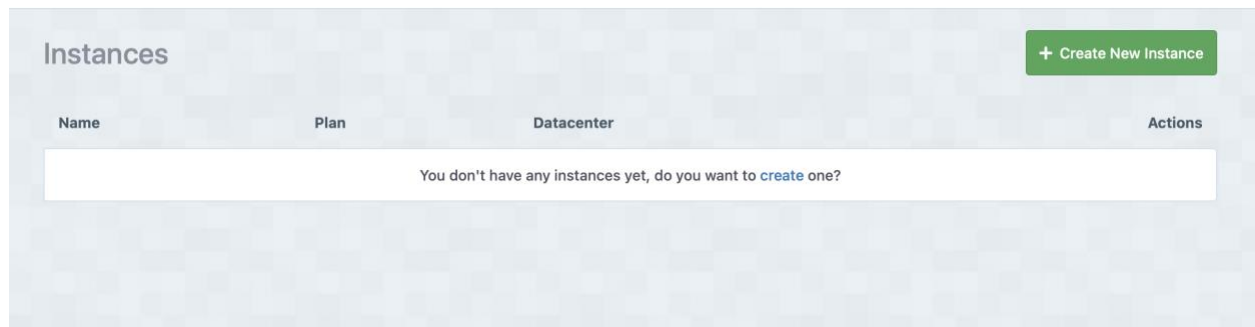 Instances
+ Create New Instance
Name Plan Datacenter Actions
You don't have any instances yet, do you want to create one?